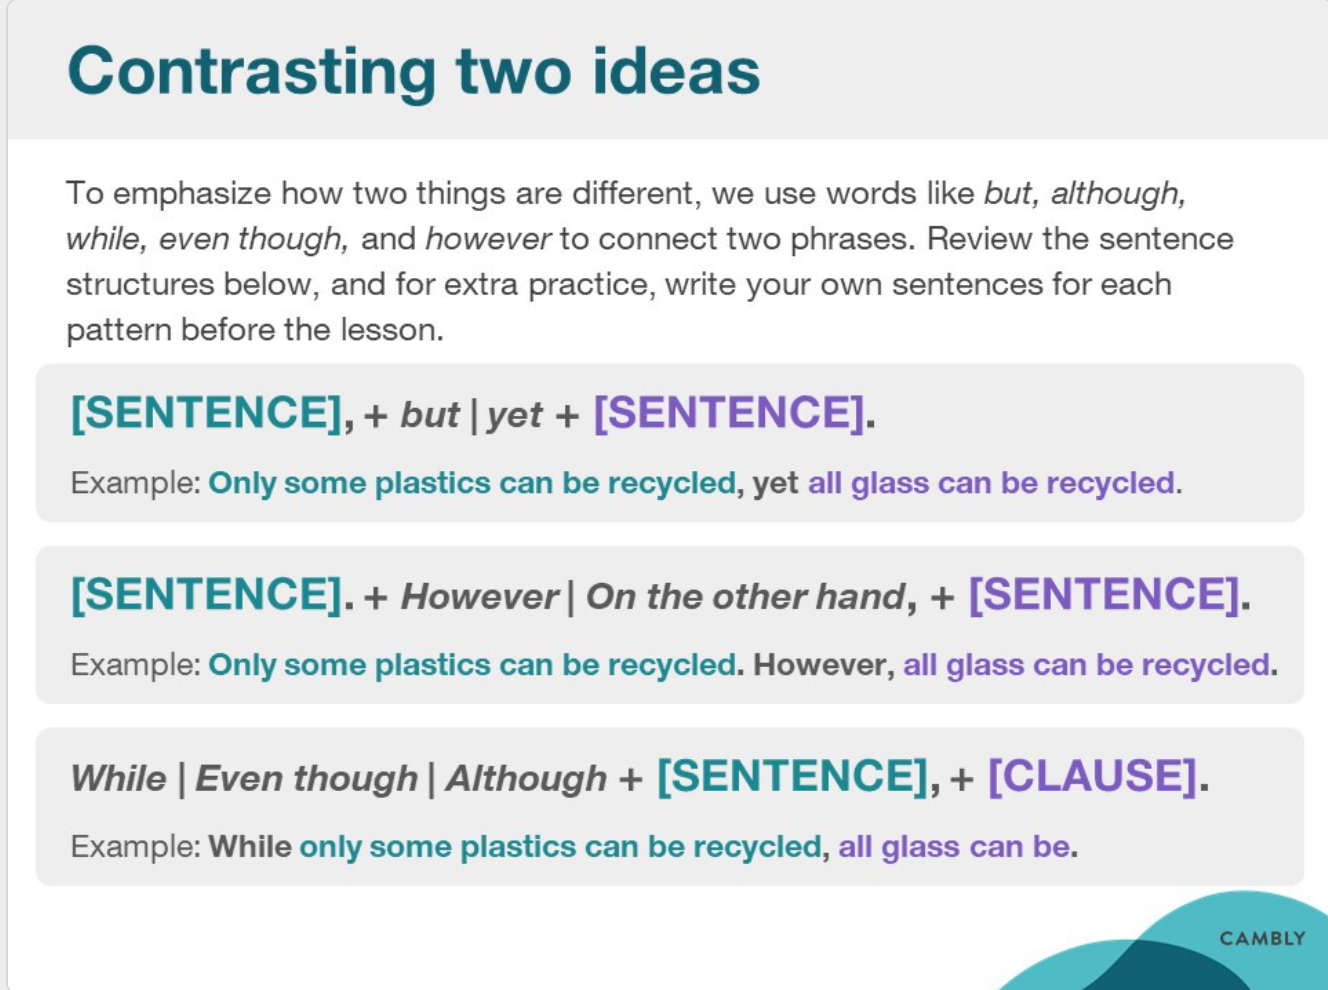 Contrasting two ideas
To emphasize how two things are different, we use words like but, although,
while, even though, and however to connect two phrases. Review the sentence
structures below, and for extra practice, write your own sentences for each
pattern before the lesson.
[SENTENCE], + but | yet + [SENTENCE].
Example: Only some plastics can be recycled, yet all glass can be recycled.
[SENTENCE]. + However | On the other hand, + [SENTENCE].
Example: Only some plastics can be recycled. However, all glass can be recycled.
While | Even though | Although + [SENTENCE], + [CLAUSE].
Example: While only some plastics can be recycled, all glass can be.
CAMBLY